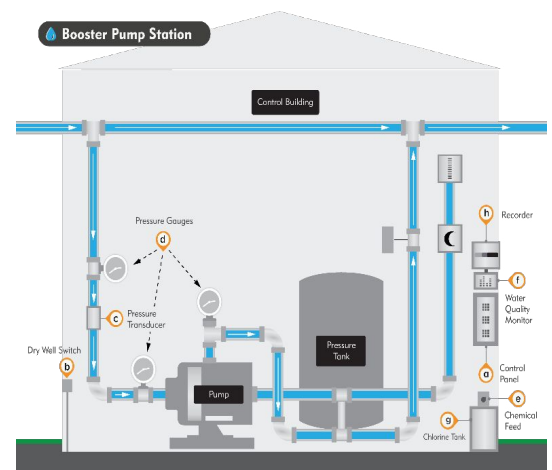 Booster Pump Station
Control Building
Pressure Gauges
d
h
Recorder
f
Water
Quality
Monitor
c
Pressure
Transducer
Dry Well Switch
b
Pressure
Tank
a
Control
Panel
Pump
e
Chemical
Feed
g
Chlorine Tank